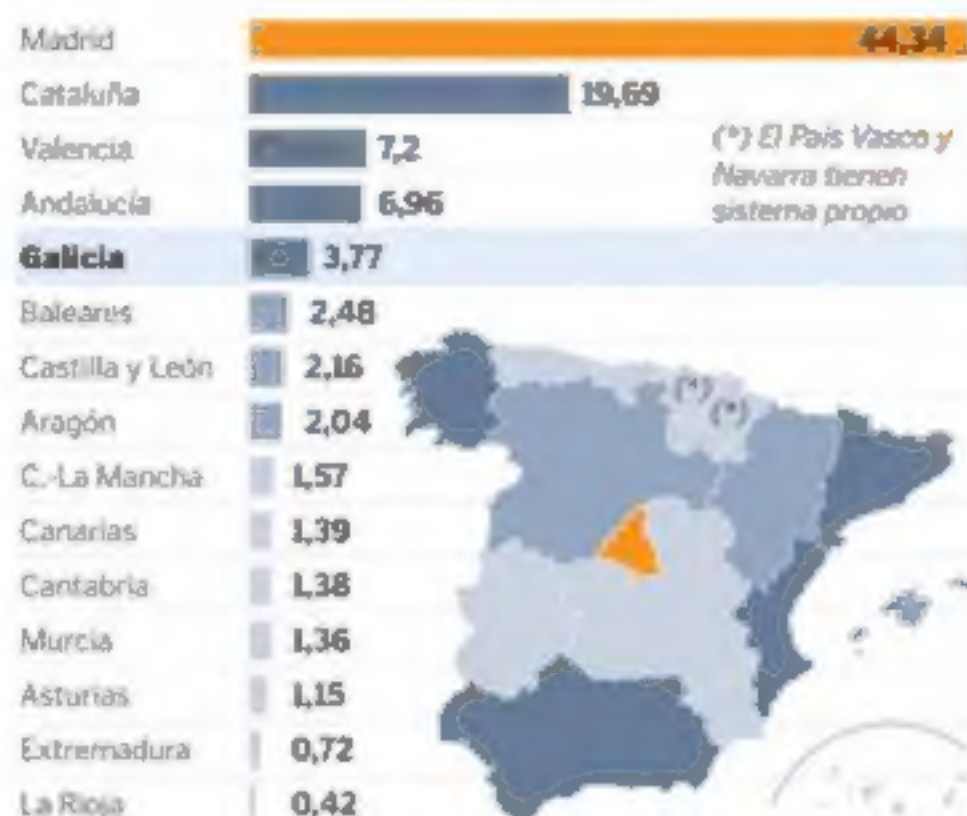 Madrid 44,34
Cataluña 19,69
Valencia 7,2
(*) El País Vasco y
Navarra tienen
sistema propio
Andalucía 6,96
Galicia 3,77
Baleares 2,48
Castilla y León 2,16
Aragón 2,04
(*)
(*)
C.-La Mancha 1,57
Canarias 1,39
Cantabria 1,38
Murcia 1,36
Asturias 1,15
Extremadura 0,72
La Rioja 0,42